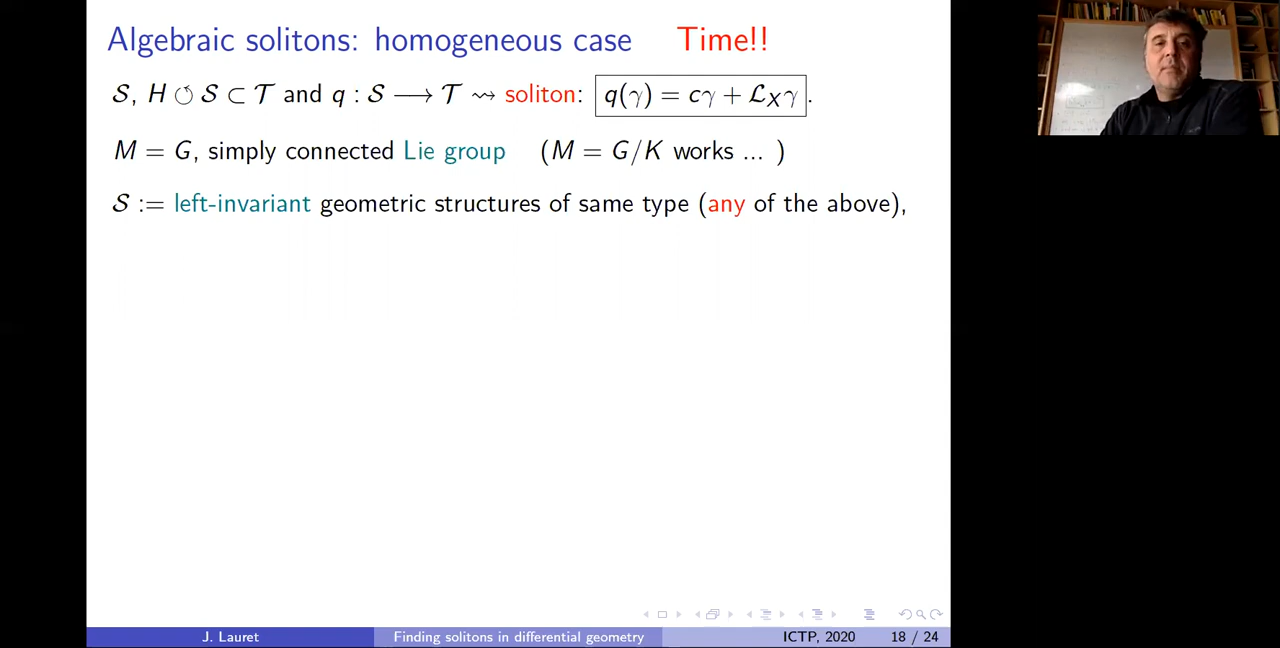 Algebraic solitons: homogeneous case Time!!
𝒮, H ↺ 𝒮 ⊂ 𝒯 and q : 𝒮 ⟶ 𝒯 ⇝ soliton: q(γ) = cγ + ℒ_X γ .
M = G, simply connected Lie group (M = G/K works ... )
𝒮 := left-invariant geometric structures of same type (any of the above),
J. Lauret Finding solitons in differential geometry ICTP, 2020 18 / 24